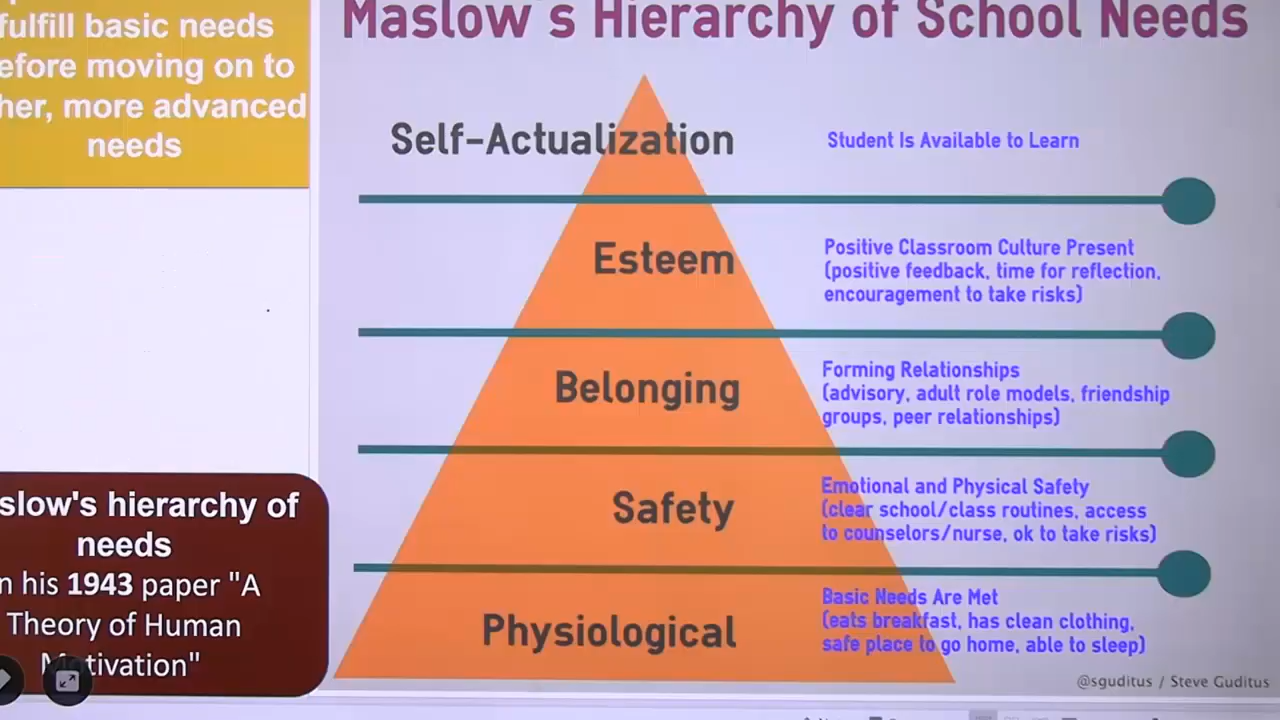 fulfill basic needs
efore moving on to
her, more advanced
needs
slow's hierarchy of
needs
n his 1943 paper "A
Theory of Human
Motivation"
Maslow's Hierarchy of School Needs
Self-Actualization
Student Is Available to Learn
Esteem
Positive Classroom Culture Present
(positive feedback, time for reflection,
encouragement to take risks)
Belonging
Forming Relationships
(advisory, adult role models, friendship
groups, peer relationships)
Safety
Emotional and Physical Safety
(clear school/class routines, access
to counselors/nurse, ok to take risks)
Physiological
Basic Needs Are Met
(eats breakfast, has clean clothing,
safe place to go home, able to sleep)
@sguditus / Steve Guditus